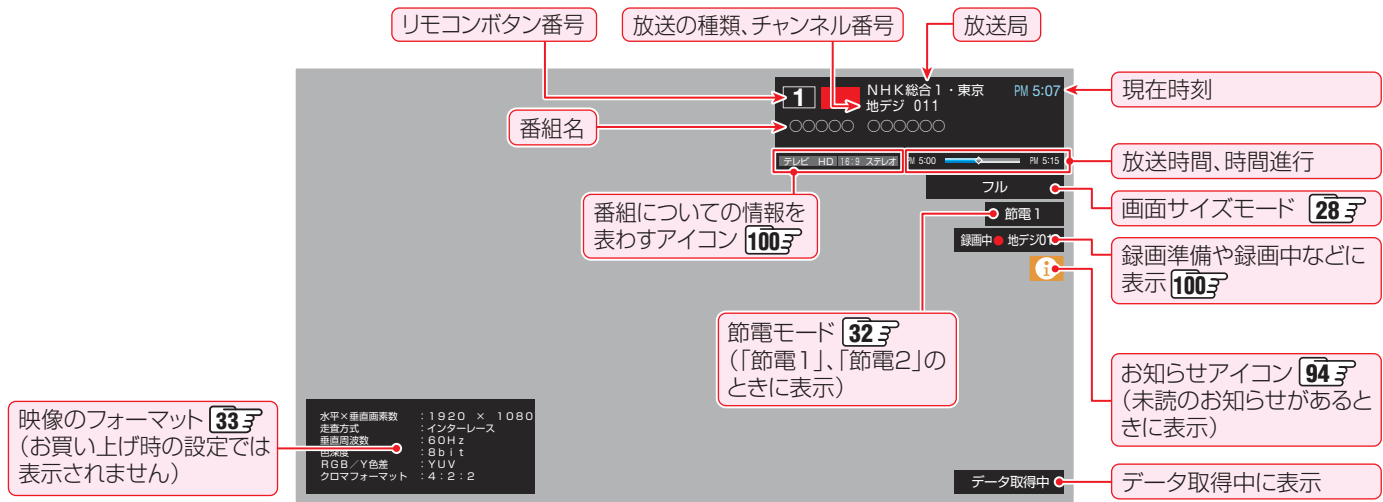 リモコンボタン番号
放送の種類、チャンネル番号
放送局
1
NHK総合1・東京
PM 5:07
地デジ 011
○○○○○ ○○○○○○
現在時刻
番組名
テレビ HD 16:9 ステレオ
5:00
PM 5:15
放送時間、時間進行
フル
画面サイズモード 28
節電1
番組についての情報を
表わすアイコン 100
録画中●地デジ01
録画準備や録画中などに
表示 100
i
節電モード 32
(「節電1」、「節電2」の
ときに表示)
お知らせアイコン 94
(未読のお知らせがあると
きに表示)
映像のフォーマット 33
(お買い上げ時の設定では
表示されません)
水平×垂直画素数 :1920 × 1080
走査方式 :インターレース
垂直周波数 :60Hz
色深度 :8bit
RGB/Y色差 :YUV
クロマフォーマット :4:2:2
データ取得中
データ取得中に表示